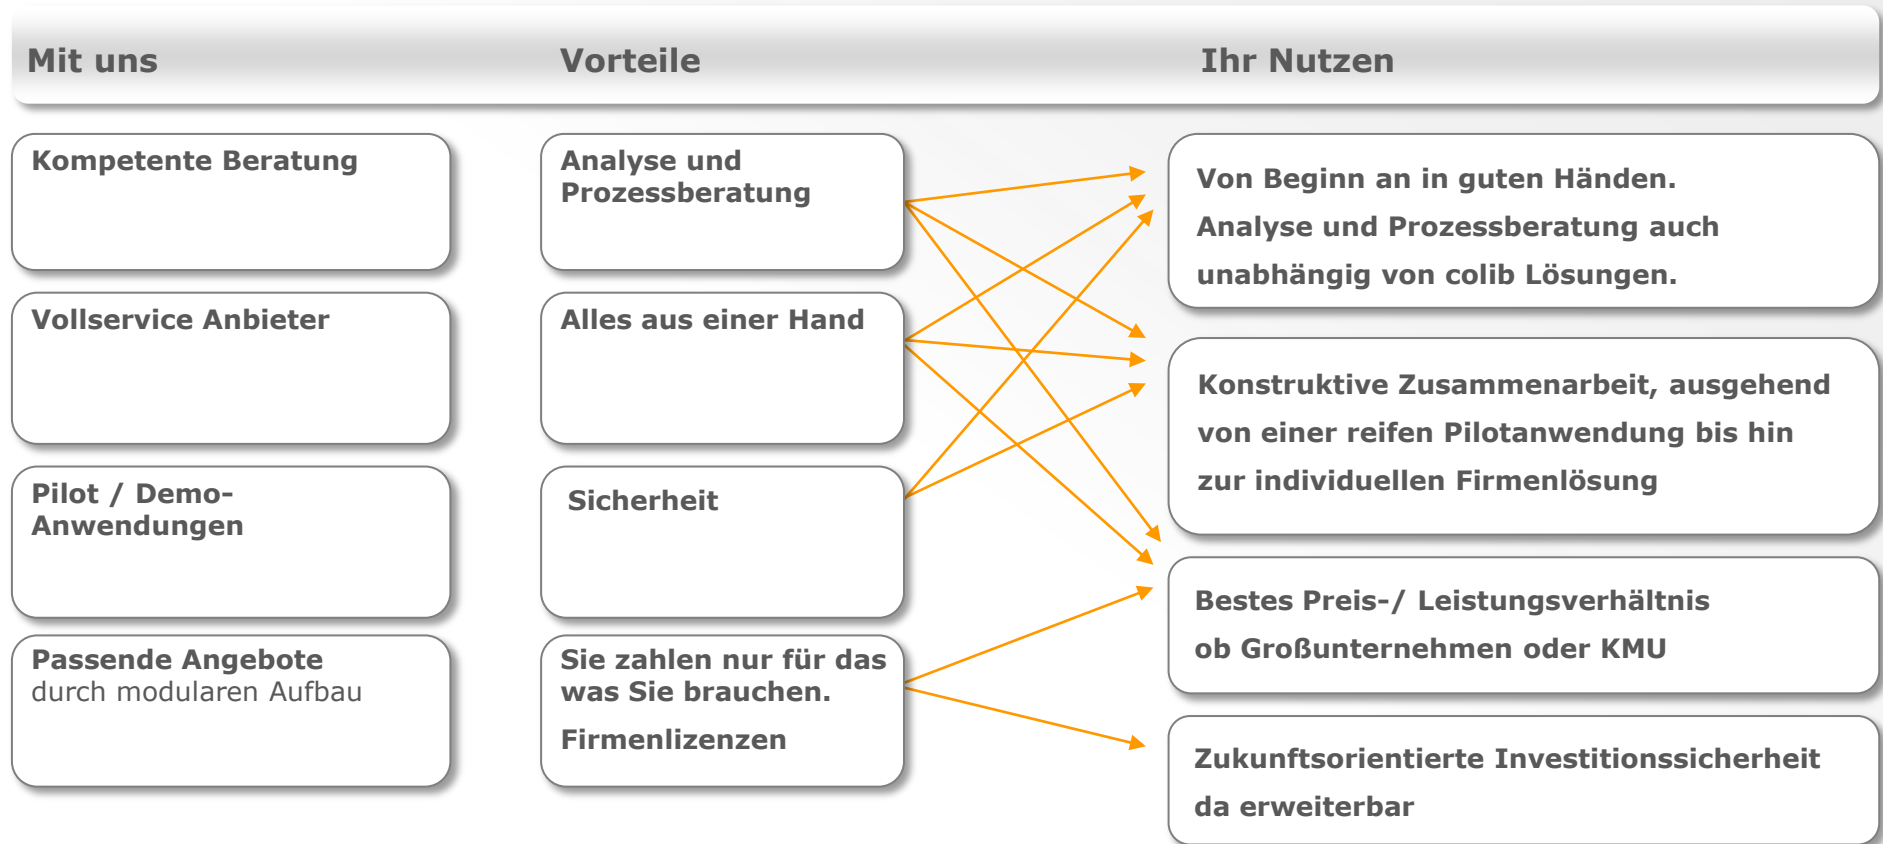 Mit uns
Vorteile
Ihr Nutzen
Kompetente Beratung
Vollservice Anbieter
Pilot / Demo-
Anwendungen
Passende Angebote
durch modularen Aufbau
Analyse und
Prozessberatung
Alles aus einer Hand
Sicherheit
Sie zahlen nur für das
was Sie brauchen.
Firmenlizenzen
Von Beginn an in guten Händen.
Analyse und Prozessberatung auch
unabhängig von colib Lösungen.
Konstruktive Zusammenarbeit, ausgehend
von einer reifen Pilotanwendung bis hin
zur individuellen Firmenlösung
Bestes Preis-/ Leistungsverhältnis
ob Großunternehmen oder KMU
Zukunftsorientierte Investitionssicherheit
da erweiterbar